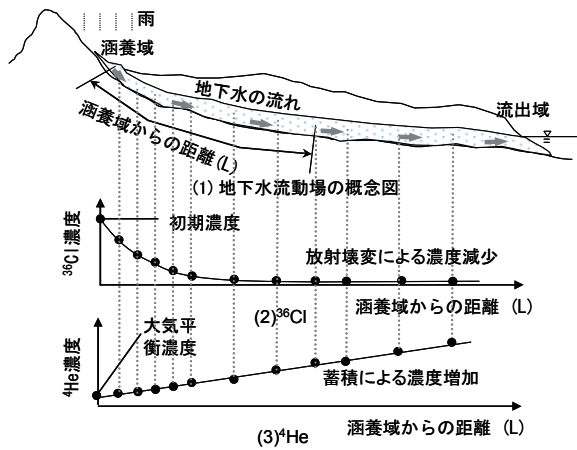 雨
涵養域
地下水の流れ
流出域
涵養域からの距離(L)
(1) 地下水流動場の概念図
36Cl濃度
初期濃度
放射壊変による濃度減少
涵養域からの距離 (L)
(2)36Cl
4He濃度
大気平
衡濃度
蓄積による濃度増加
涵養域からの距離 (L)
(3)4He